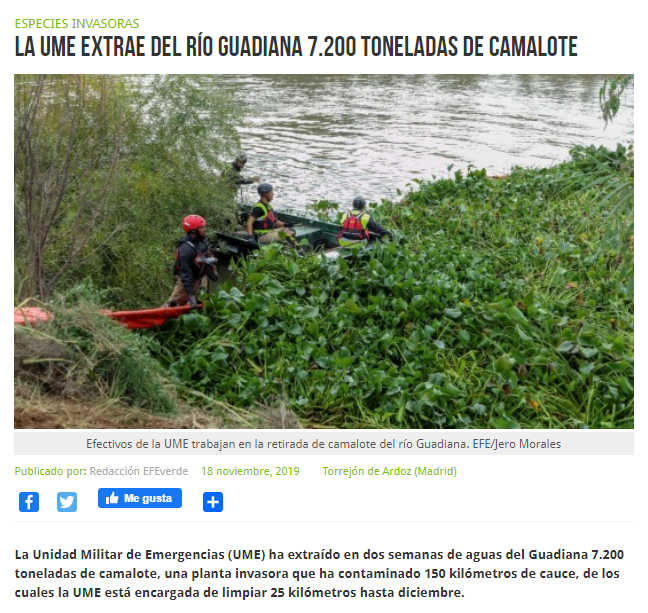 ESPECIES INVASORAS
LA UME EXTRAE DEL RÍO GUADIANA 7.200 TONELADAS DE CAMALOTE
Efectivos de la UME trabajan en la retirada de camalote del río Guadiana. EFE/Jero Morales
Publicado por: Redacción EFEverde 18 noviembre, 2019 Torrejón de Ardoz (Madrid)
Me gusta
La Unidad Militar de Emergencias (UME) ha extraído en dos semanas de aguas del Guadiana 7.200
toneladas de camalote, una planta invasora que ha contaminado 150 kilómetros de cauce, de los
cuales la UME está encargada de limpiar 25 kilómetros hasta diciembre.